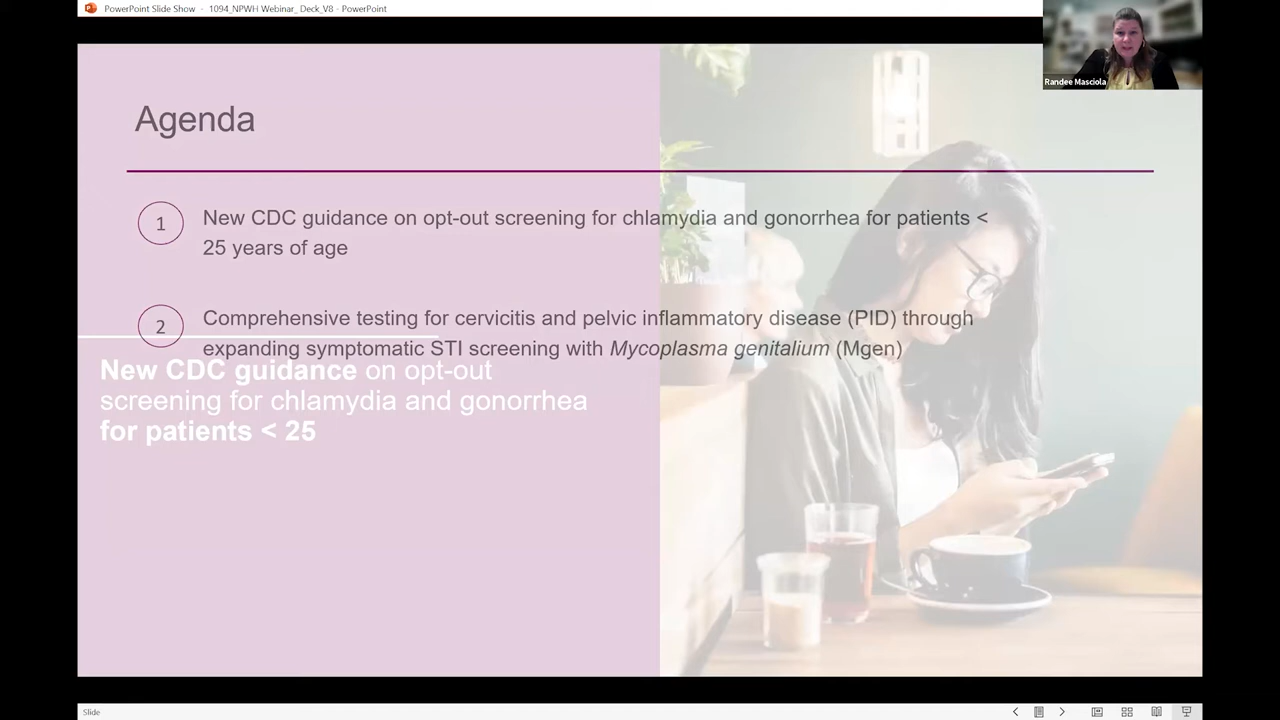 PowerPoint Slide Show - 1094_NPWH Webinar_ Deck_V8 - PowerPoint
Randee Masciola
Agenda
1
New CDC guidance on opt-out screening for chlamydia and gonorrhea for patients <
25 years of age
2
Comprehensive testing for cervicitis and pelvic inflammatory disease (PID) through
expanding symptomatic STI screening with Mycoplasma genitalium (Mgen)
New CDC guidance on opt-out
screening for chlamydia and gonorrhea
for patients < 25
Slide